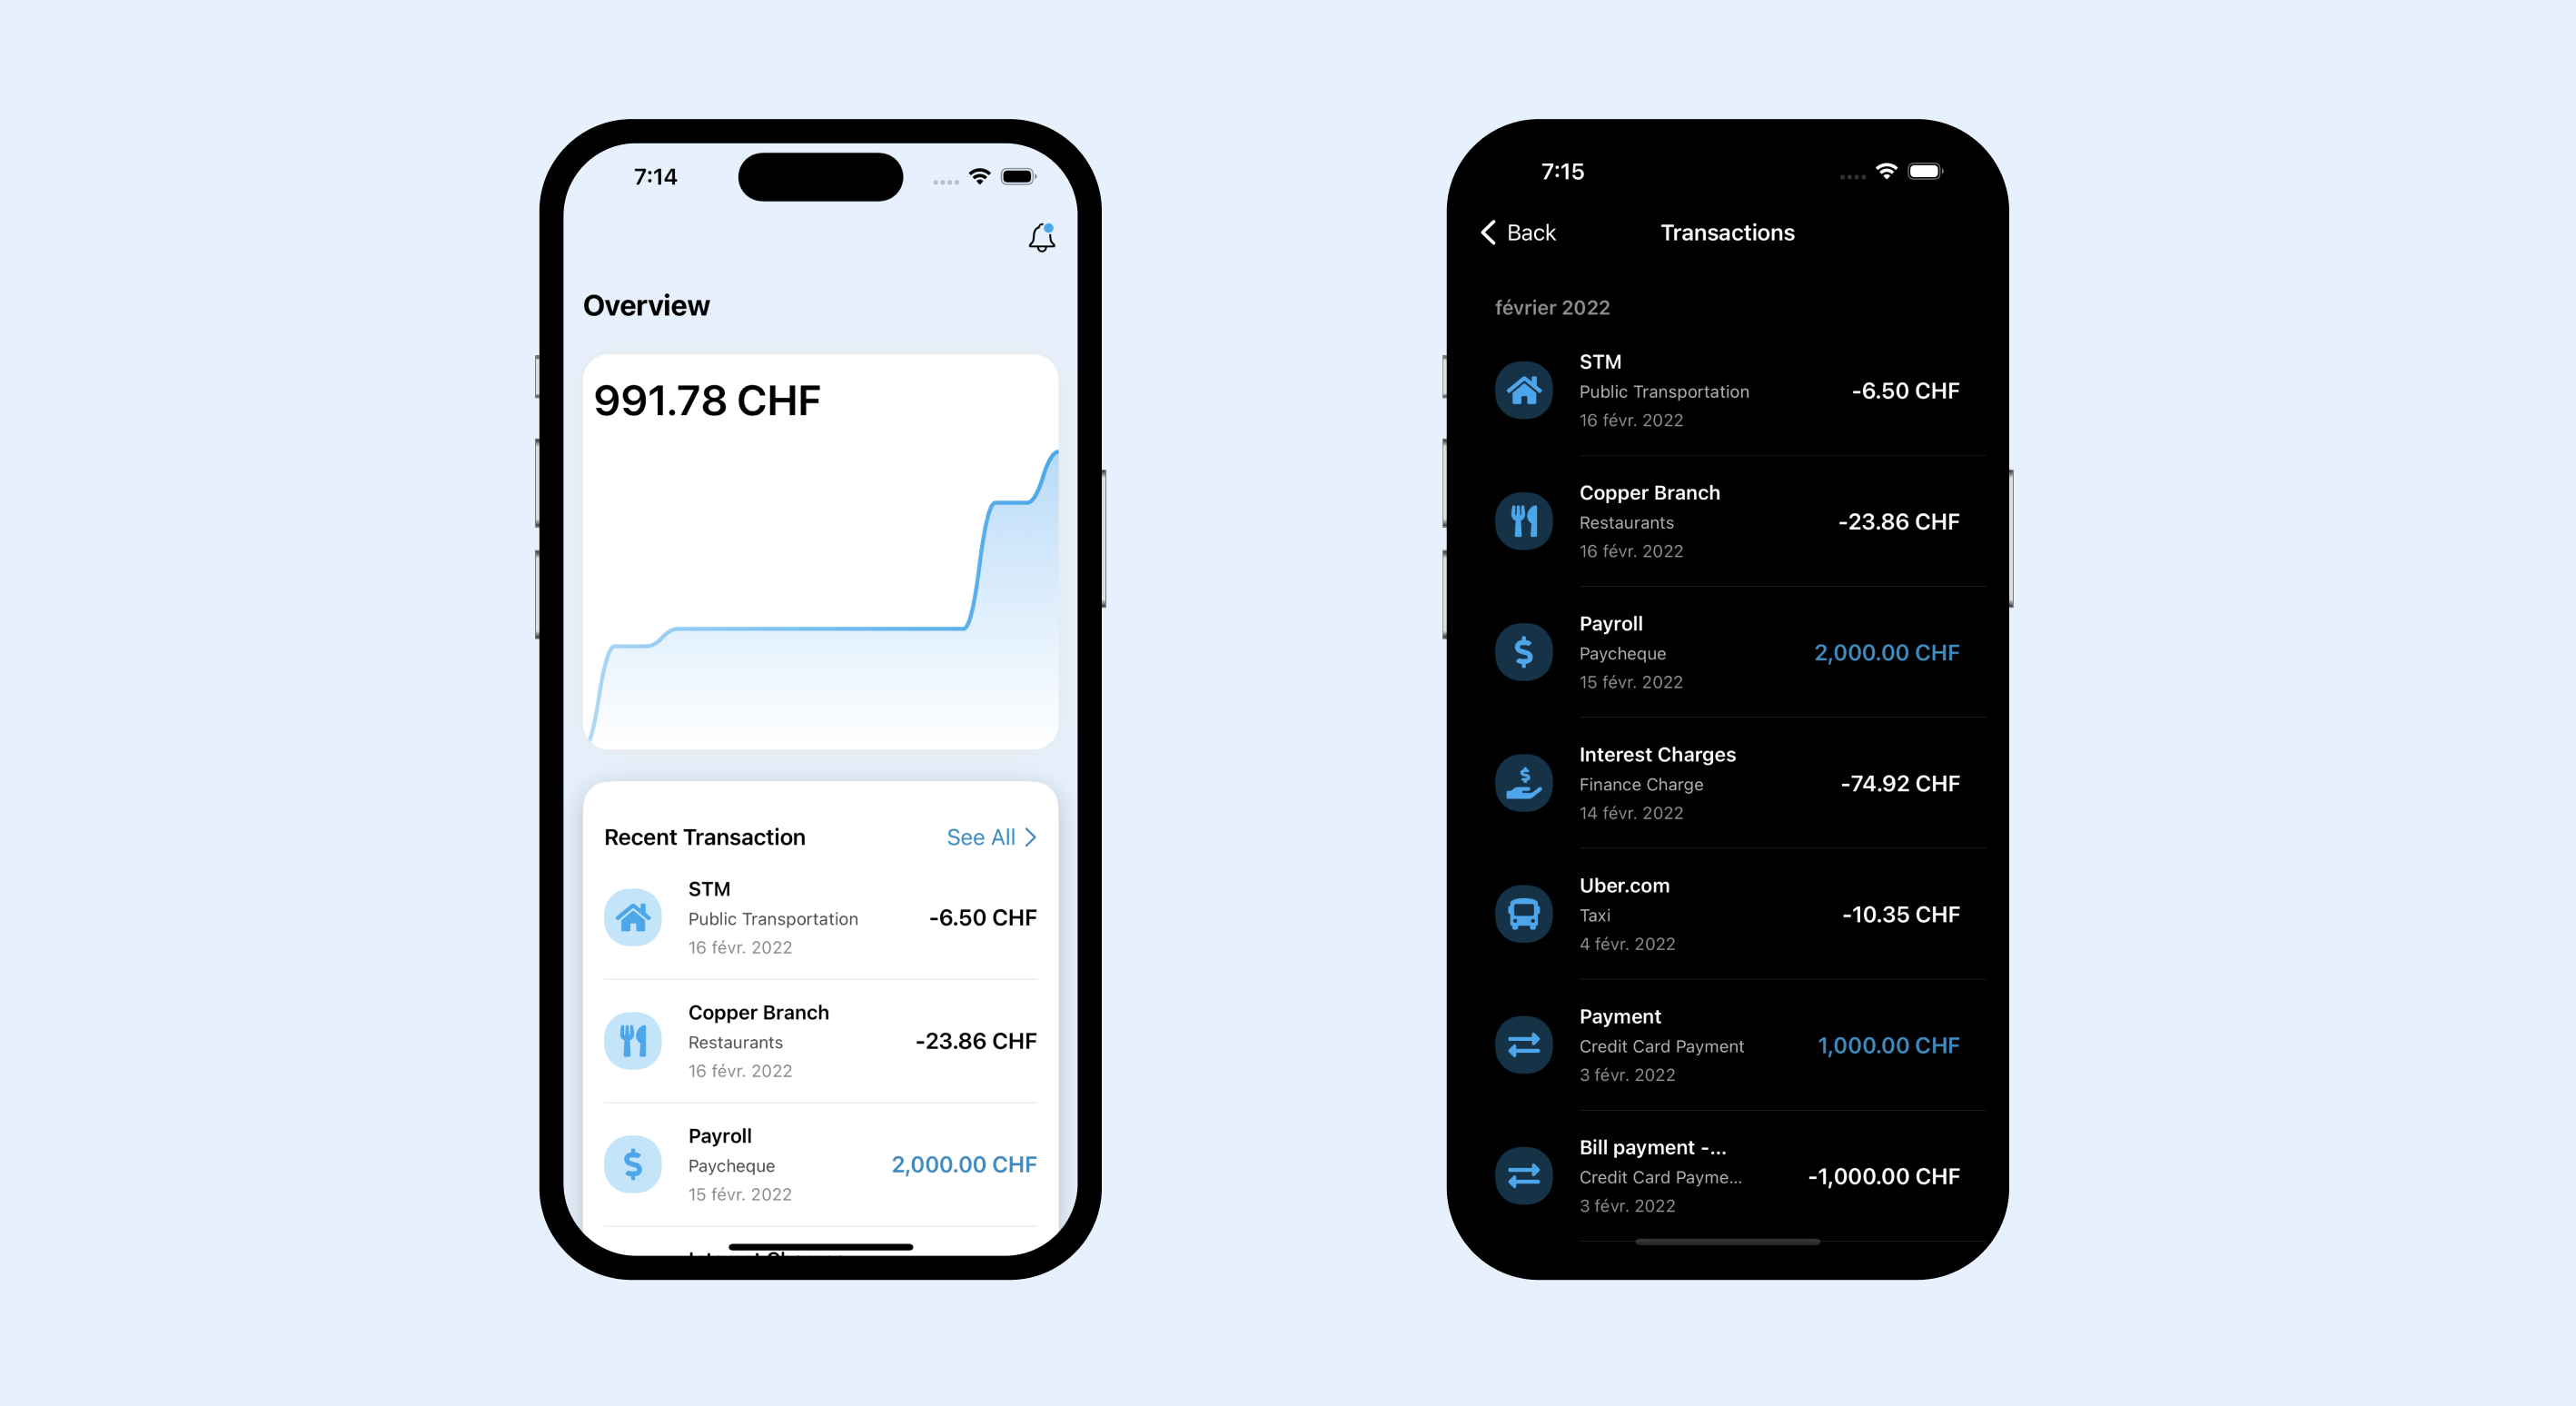 7:14
Overview
991.78 CHF
Recent Transaction
See All
STM
Public Transportation
16 févr. 2022
-6.50 CHF
Copper Branch
Restaurants
16 févr. 2022
-23.86 CHF
Payroll
Paycheque
15 févr. 2022
2,000.00 CHF
7:15
Back
Transactions
février 2022
STM
Public Transportation
16 févr. 2022
-6.50 CHF
Copper Branch
Restaurants
16 févr. 2022
-23.86 CHF
Payroll
Paycheque
15 févr. 2022
2,000.00 CHF
Interest Charges
Finance Charge
14 févr. 2022
-74.92 CHF
Uber.com
Taxi
4 févr. 2022
-10.35 CHF
Payment
Credit Card Payment
3 févr. 2022
1,000.00 CHF
Bill payment -...
Credit Card Payme...
3 févr. 2022
-1,000.00 CHF